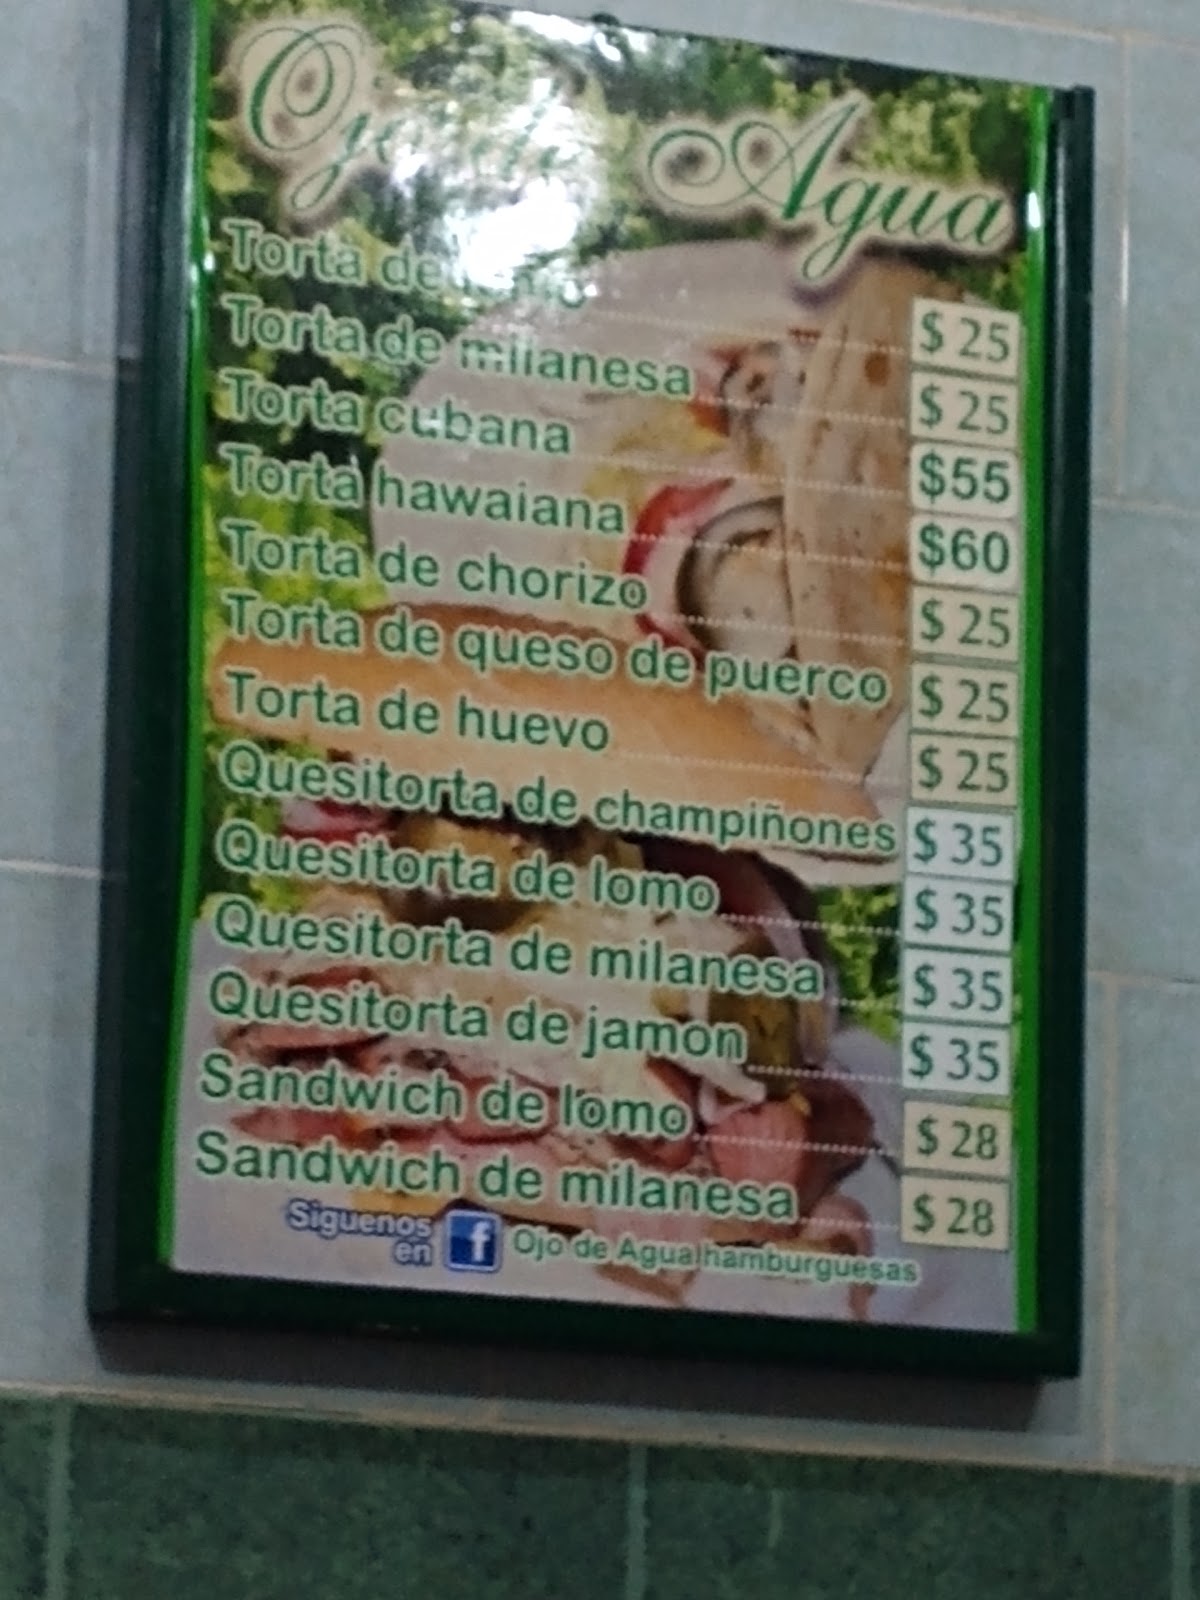 Ojo de Agua
Torta de lomo $ 25
Torta de milanesa $ 25
Torta cubana $55
Torta hawaiana $60
Torta de chorizo $ 25
Torta de queso de puerco $ 25
Torta de huevo $ 25
Quesitorta de champiñones $ 35
Quesitorta de lomo $ 35
Quesitorta de milanesa $ 35
Quesitorta de jamon $ 35
Sandwich de lomo $ 28
Sandwich de milanesa $ 28
Siguenos
en f Ojo de Agua hamburguesas